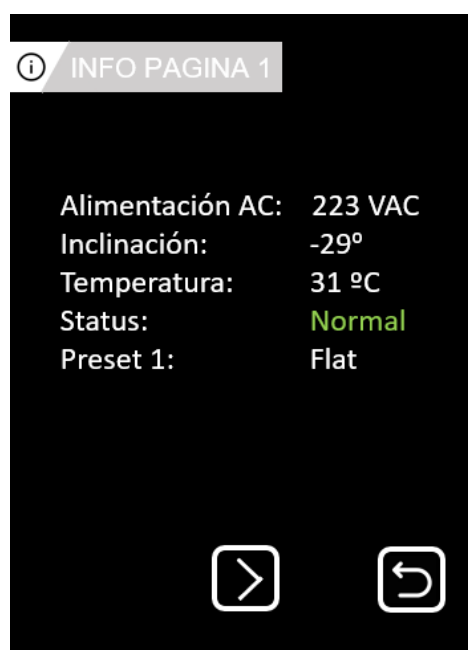 INFO PAGINA 1
Alimentación AC: 223 VAC
Inclinación: -29º
Temperatura: 31 ºC
Status: Normal
Preset 1: Flat